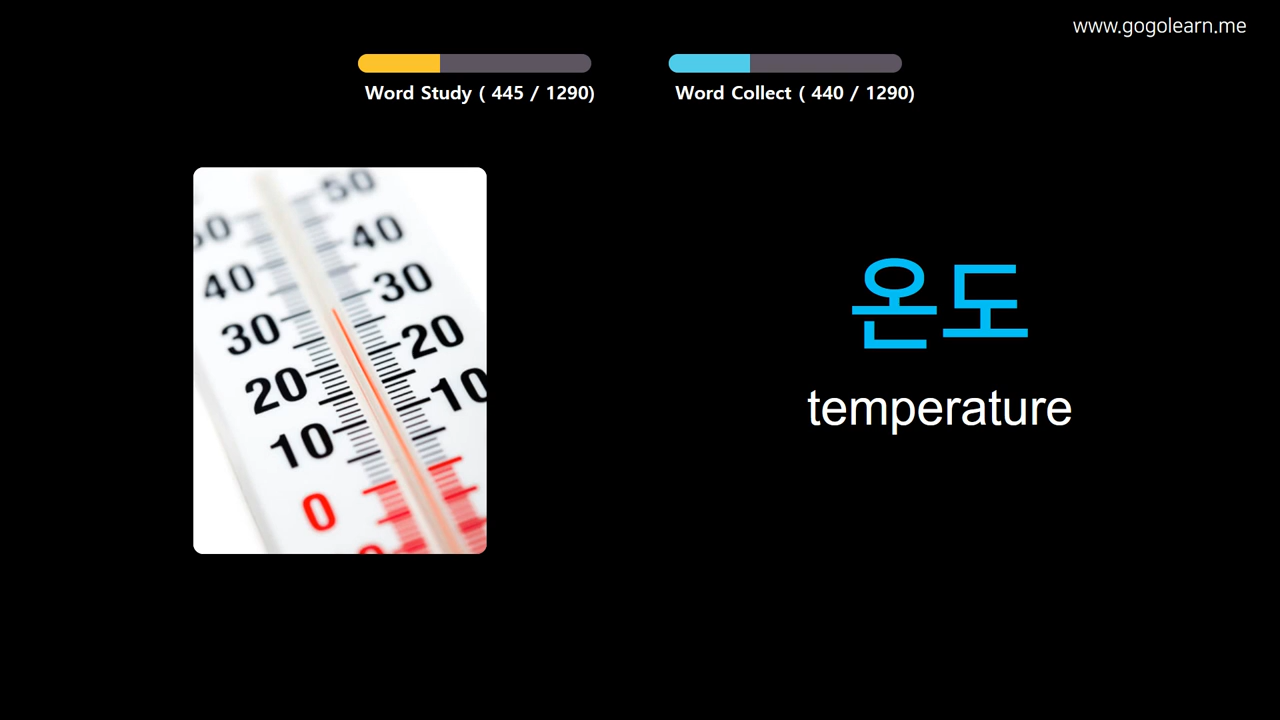 www.gogolearn.me
Word Study ( 445 / 1290)
Word Collect ( 440 / 1290)
50
40
40
30
30
20
20
10
10
0
온도
temperature